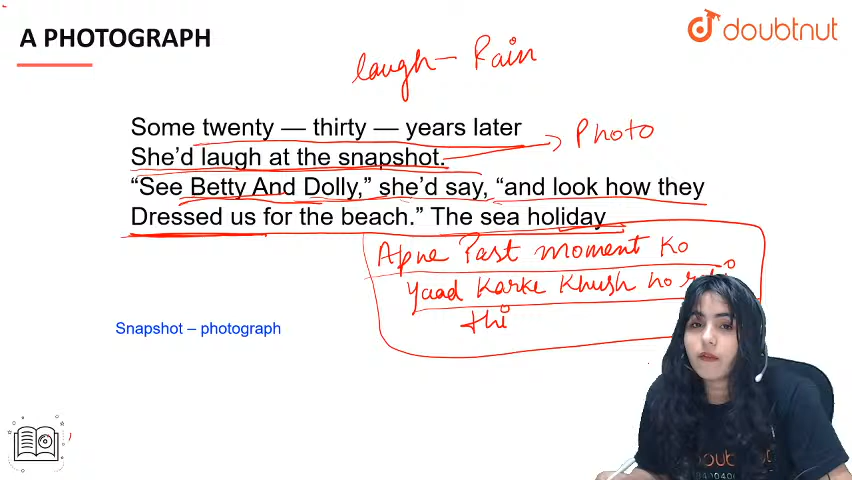 A PHOTOGRAPH
doubtnut
laugh — Pain
Some twenty — thirty — years later
She’d laugh at the snapshot.
Photo
“See Betty And Dolly,” she’d say, “and look how they
Dressed us for the beach.” The sea holiday
Apne Past moment Ko
Yaad Karke Khush ho
thi
Snapshot – photograph
doubtnut